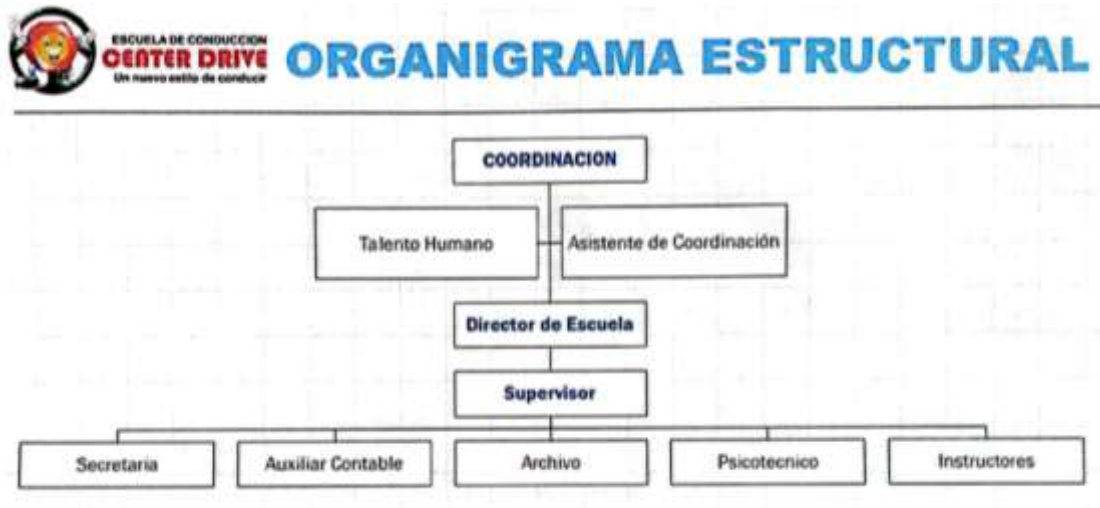 ESCUELA DE CONDUCCION
CENTER DRIVE
Un nuevo estilo de conducir
ORGANIGRAMA ESTRUCTURAL
COORDINACION
Talento Humano
Asistente de Coordinación
Director de Escuela
Supervisor
Secretaria
Auxiliar Contable
Archivo
Psicotecnico
Instructores